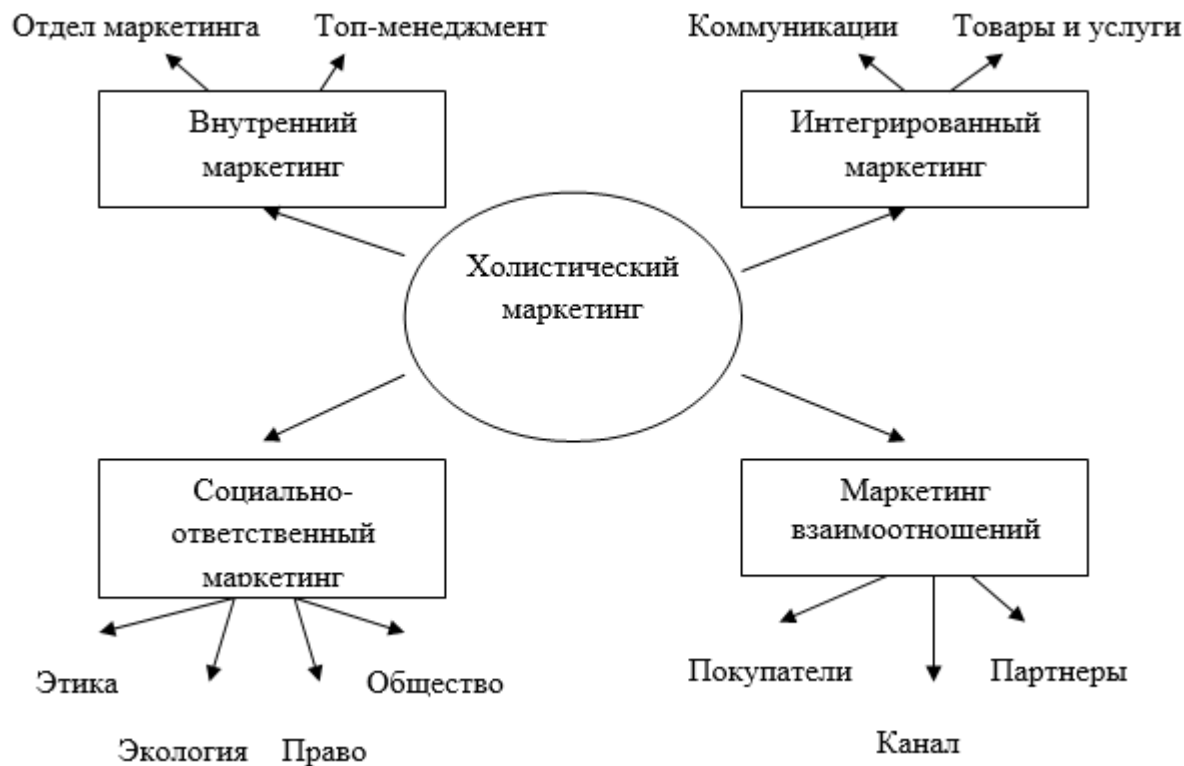 Отдел маркетинга
Топ-менеджмент
Коммуникации
Товары и услуги
Внутренний
маркетинг
Интегрированный
маркетинг
Холистический
маркетинг
Социально-
ответственный
маркетинг
Маркетинг
взаимоотношений
Этика
Экология
Право
Общество
Покупатели
Канал
Партнеры